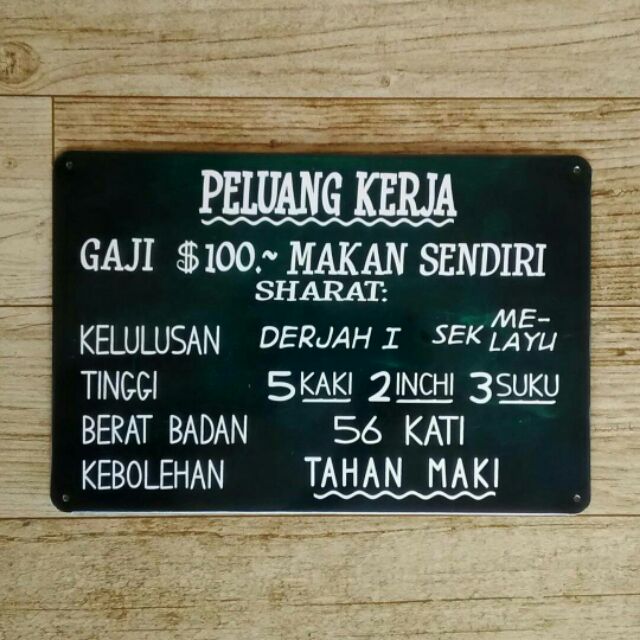 PELUANG KERJA
GAJI $100.~ MAKAN SENDIRI
SHARAT:
KELULUSAN DERJAH I SEK ME-
LAYU
TINGGI 5 KAKI 2 INCHI 3 SUKU
BERAT BADAN 56 KATI
KEBOLEHAN TAHAN MAKI